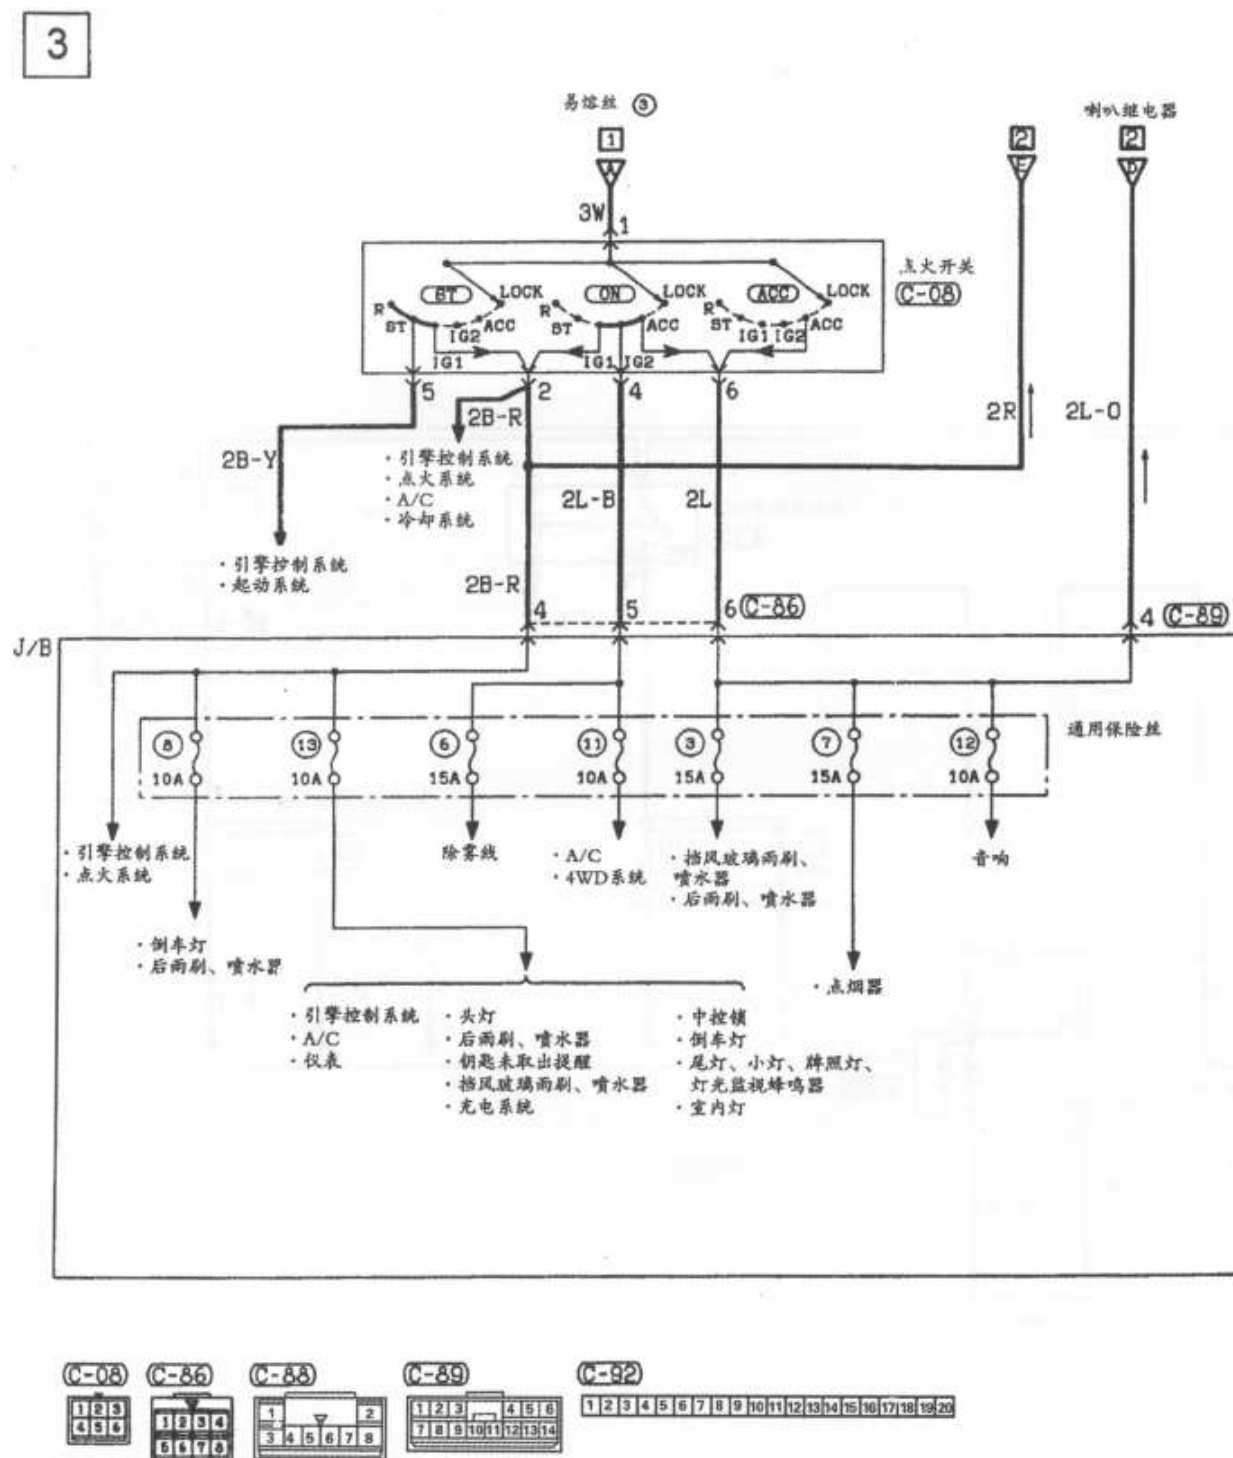 3
易熔丝 ③
喇叭继电器
1
2
2
A
E
D
3W
1
点火开关
C-08
ST
LOCK
ON
LOCK
ACC
LOCK
R
ST
IG1
IG2
ACC
R
ST
IG1
IG2
ACC
R
ST
IG1
IG2
ACC
5
2
4
6
2B-Y
2B-R
2L-B
2L
2R
2L-O
· 引擎控制系统
· 点火系统
· A/C
· 冷却系统
· 引擎控制系统
· 起动系统
2B-R
4
5
6
C-86
4
C-89
J/B
通用保险丝
⑧
⑬
⑥
⑪
③
⑦
⑫
10A
10A
15A
10A
15A
15A
10A
· 引擎控制系统
· 点火系统
除雾线
· A/C
· 4WD系统
· 挡风玻璃雨刷、
喷水器
· 后雨刷、喷水器
音响
· 倒车灯
· 后雨刷、喷水器
· 点烟器
· 引擎控制系统
· A/C
· 仪表
· 头灯
· 后雨刷、喷水器
· 钥匙未取出提醒
· 挡风玻璃雨刷、喷水器
· 充电系统
· 中控锁
· 倒车灯
· 尾灯、小灯、牌照灯、
灯光监视蜂鸣器
· 室内灯
C-08
C-86
C-88
C-89
C-92
1 2 3
4 5 6
1 2 3 4
5 6 7 8
1 2
3 4 5 6 7 8
1 2 3 4 5 6
7 8 9 10 11 12 13 14
1 2 3 4 5 6 7 8 9 10 11 12 13 14 15 16 17 18 19 20